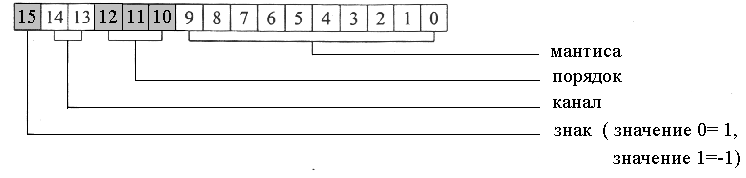 15 14 13 12 11 10 9 8 7 6 5 4 3 2 1 0
мантиса
порядок
канал
знак ( значение 0= 1,
значение 1=-1)